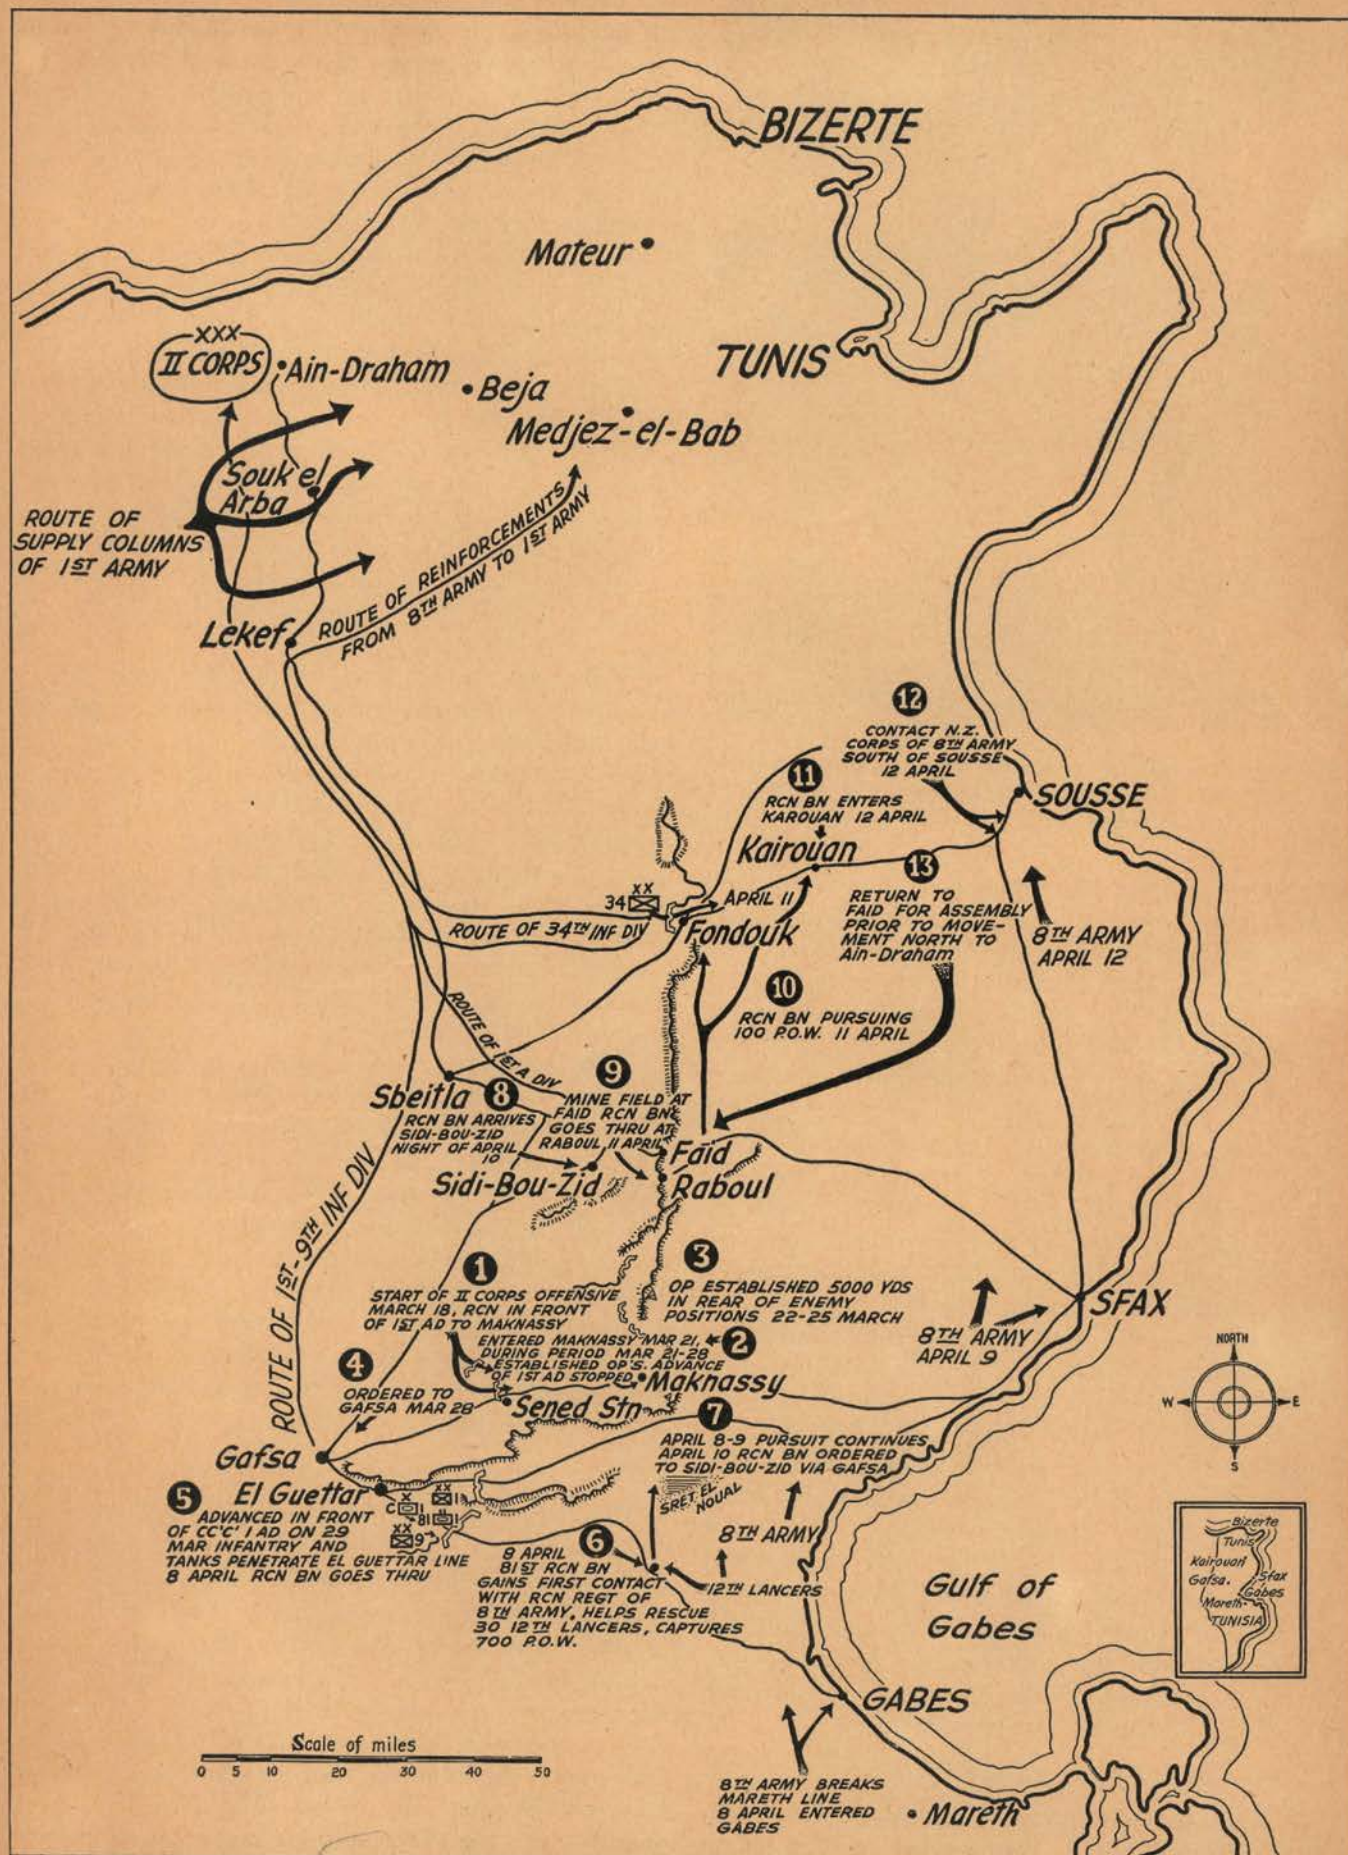 BIZERTE
Mateur
TUNIS
XXX
II CORPS
Ain-Draham
Beja
Medjez-el-Bab
Souk el
Arba
ROUTE OF
SUPPLY COLUMNS
OF 1ST ARMY
ROUTE OF REINFORCEMENTS
FROM 8TH ARMY TO 1ST ARMY
Lekef
12
CONTACT N.Z.
CORPS OF 8TH ARMY
SOUTH OF SOUSSE
12 APRIL
SOUSSE
11
RCN BN ENTERS
KAROUAN 12 APRIL
Kairouan
13
RETURN TO
FAID FOR ASSEMBLY
PRIOR TO MOVE-
MENT NORTH TO
Ain-Draham
8TH ARMY
APRIL 12
XX
34
APRIL 11
ROUTE OF 34TH INF DIV
Fondouk
10
RCN BN PURSUING
100 P.O.W. 11 APRIL
ROUTE OF 1ST A DIV
Sbeitla
8
RCN BN ARRIVES
SIDI-BOU-ZID
NIGHT OF APRIL
10
9
MINE FIELD AT
FAID RCN BN
GOES THRU AT
RABOUL 11 APRIL
Faid
Sidi-Bou-Zid
Raboul
ROUTE OF 1ST-9TH INF DIV
1
START OF II CORPS OFFENSIVE
MARCH 18, RCN IN FRONT
OF 1ST AD TO MAKNASSY
3
OP ESTABLISHED 5000 YDS
IN REAR OF ENEMY
POSITIONS 22-25 MARCH
2
ENTERED MAKNASSY MAR 21,
DURING PERIOD MAR 21-28
ESTABLISHED OP'S. ADVANCE
OF 1ST AD STOPPED
Maknassy
8TH ARMY
APRIL 9
SFAX
4
ORDERED TO
GAFSA MAR 28
Sened Stn
NORTH
W
E
S
7
APRIL 8-9 PURSUIT CONTINUES
APRIL 10 RCN BN ORDERED
TO SIDI-BOU-ZID VIA GAFSA
SRET EL
NOUAL
Gafsa
El Guettar
5
ADVANCED IN FRONT
OF CC'C' 1 AD ON 29
MAR INFANTRY AND
TANKS PENETRATE EL GUETTAR LINE
8 APRIL RCN BN GOES THRU
X
C 1
XX
1
81 1
XX
9
6
8 APRIL
81ST RCN BN
GAINS FIRST CONTACT
WITH RCN REGT OF
8TH ARMY, HELPS RESCUE
30 12TH LANCERS, CAPTURES
700 P.O.W.
8TH ARMY
12TH LANCERS
Gulf of
Gabes
Bizerte
Tunis
Kairouan
Gafsa.
Sfax
Gabes
Mareth
TUNISIA
GABES
8TH ARMY BREAKS
MARETH LINE
8 APRIL ENTERED
GABES
Mareth
Scale of miles
0 5 10 20 30 40 50